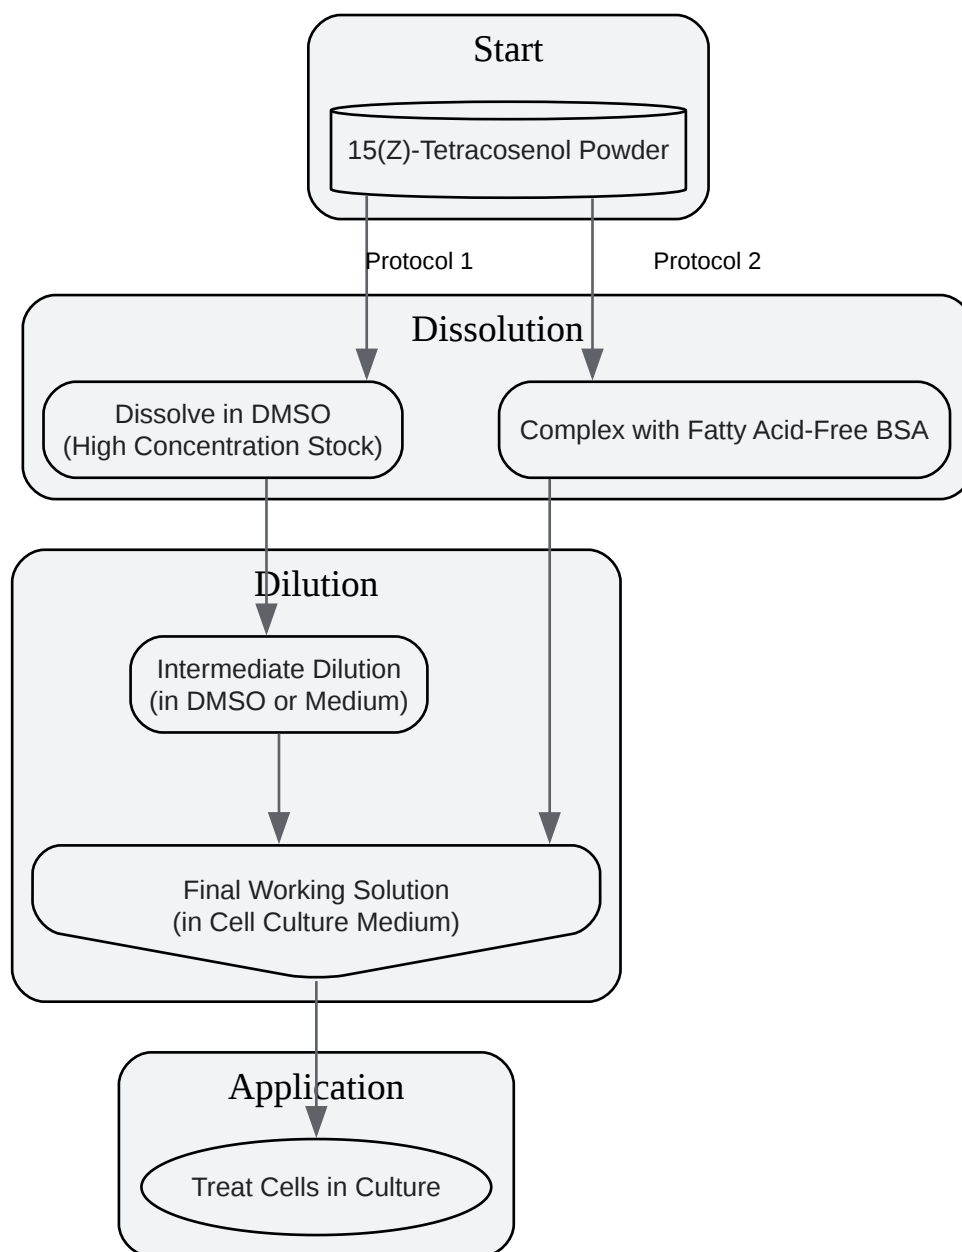 Start
15(Z)-Tetracosenol Powder
Protocol 1
Protocol 2
Dissolution
Dissolve in DMSO
(High Concentration Stock)
Complex with Fatty Acid-Free BSA
Dilution
Intermediate Dilution
(in DMSO or Medium)
Final Working Solution
(in Cell Culture Medium)
Application
Treat Cells in Culture